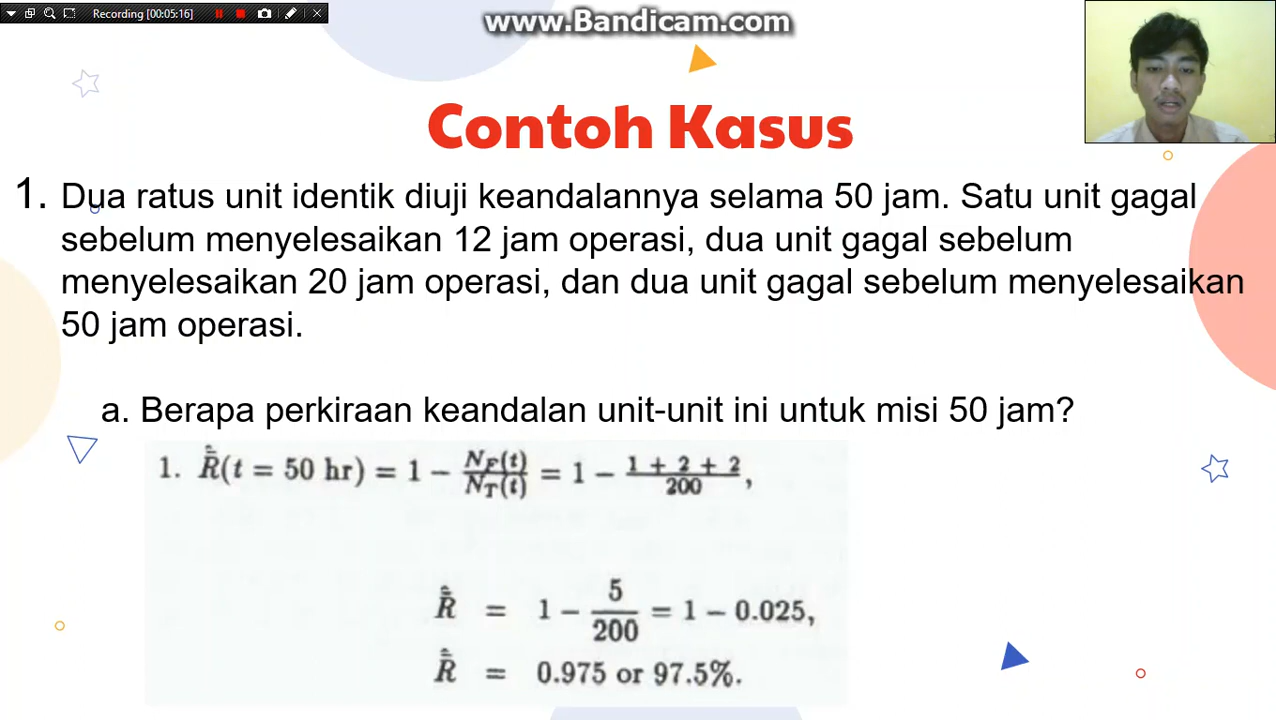 Recording [00:05:16]
www.Bandicam.com
Contoh Kasus
1. Dua ratus unit identik diuji keandalannya selama 50 jam. Satu unit gagal
sebelum menyelesaikan 12 jam operasi, dua unit gagal sebelum
menyelesaikan 20 jam operasi, dan dua unit gagal sebelum menyelesaikan
50 jam operasi.
a. Berapa perkiraan keandalan unit-unit ini untuk misi 50 jam?
1. R̂̄(t = 50 hr) = 1 − N_F(t)/N_T(t) = 1 − (1 + 2 + 2)/200,
R̂̄ = 1 − 5/200 = 1 − 0.025,
R̂̄ = 0.975 or 97.5%.